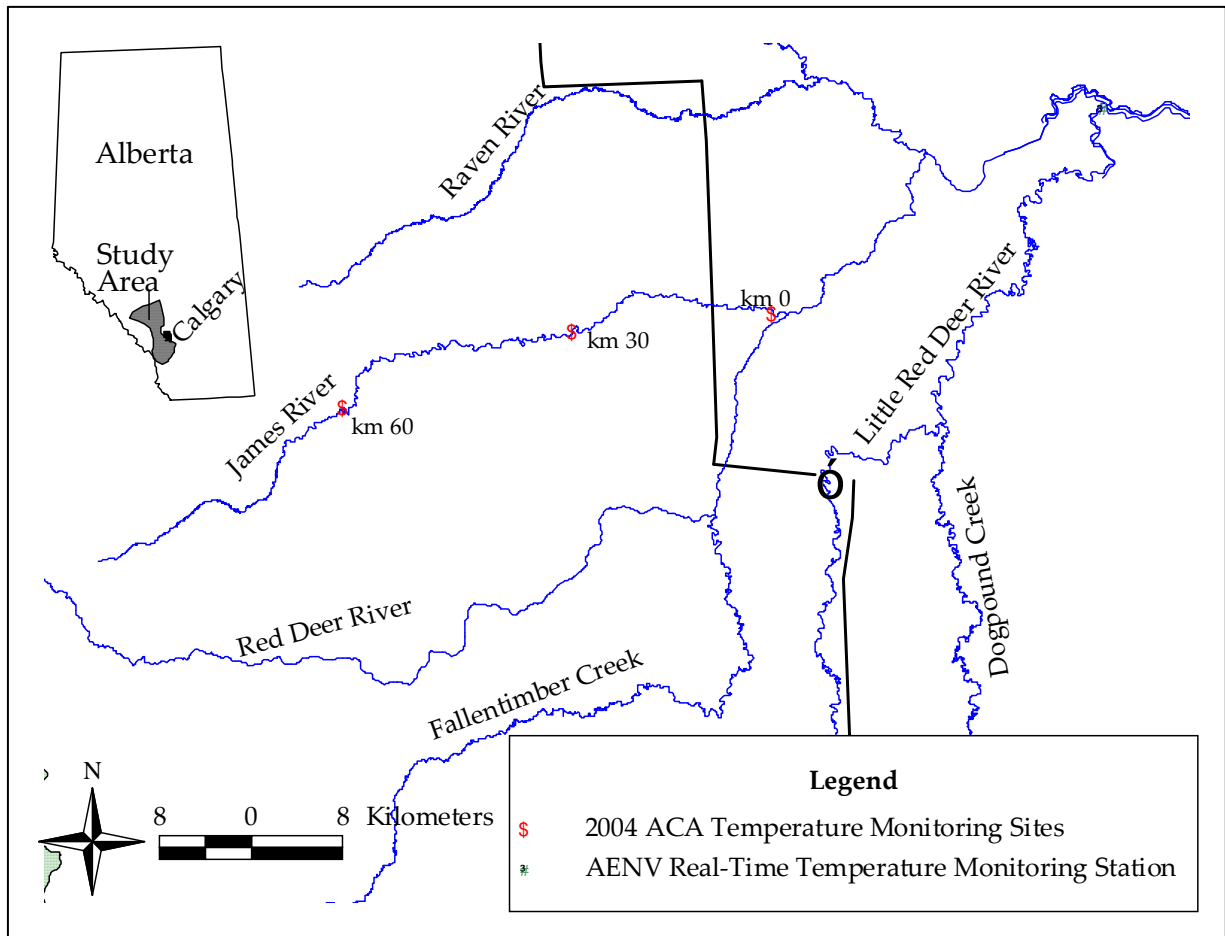 Alberta
Study
Area
Calgary
Raven River
km 0
km 30
km 60
James River
Little Red Deer River
Ó
Dogpound Creek
Red Deer River
Fallentimber Creek
N
8 0 8 Kilometers
Legend
$ 2004 ACA Temperature Monitoring Sites
# AENV Real-Time Temperature Monitoring Station